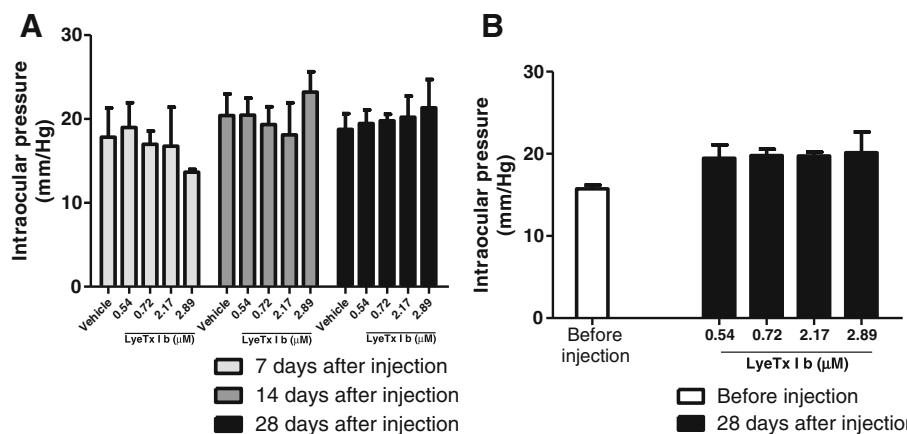 A
Intraocular pressure
(mm/Hg)
30
20
10
0
Vehicle 0.54 0.72 2.17 2.89 Vehicle 0.54 0.72 2.17 2.89 Vehicle 0.54 0.72 2.17 2.89
LyeTx I b (μM) LyeTx I b (μM) LyeTx I b (μM)
7 days after injection
14 days after injection
28 days after injection
B
Intraocular pressure
(mm/Hg)
30
20
10
0
Before
injection
0.54 0.72 2.17 2.89
LyeTx I b (μM)
Before injection
28 days after injection